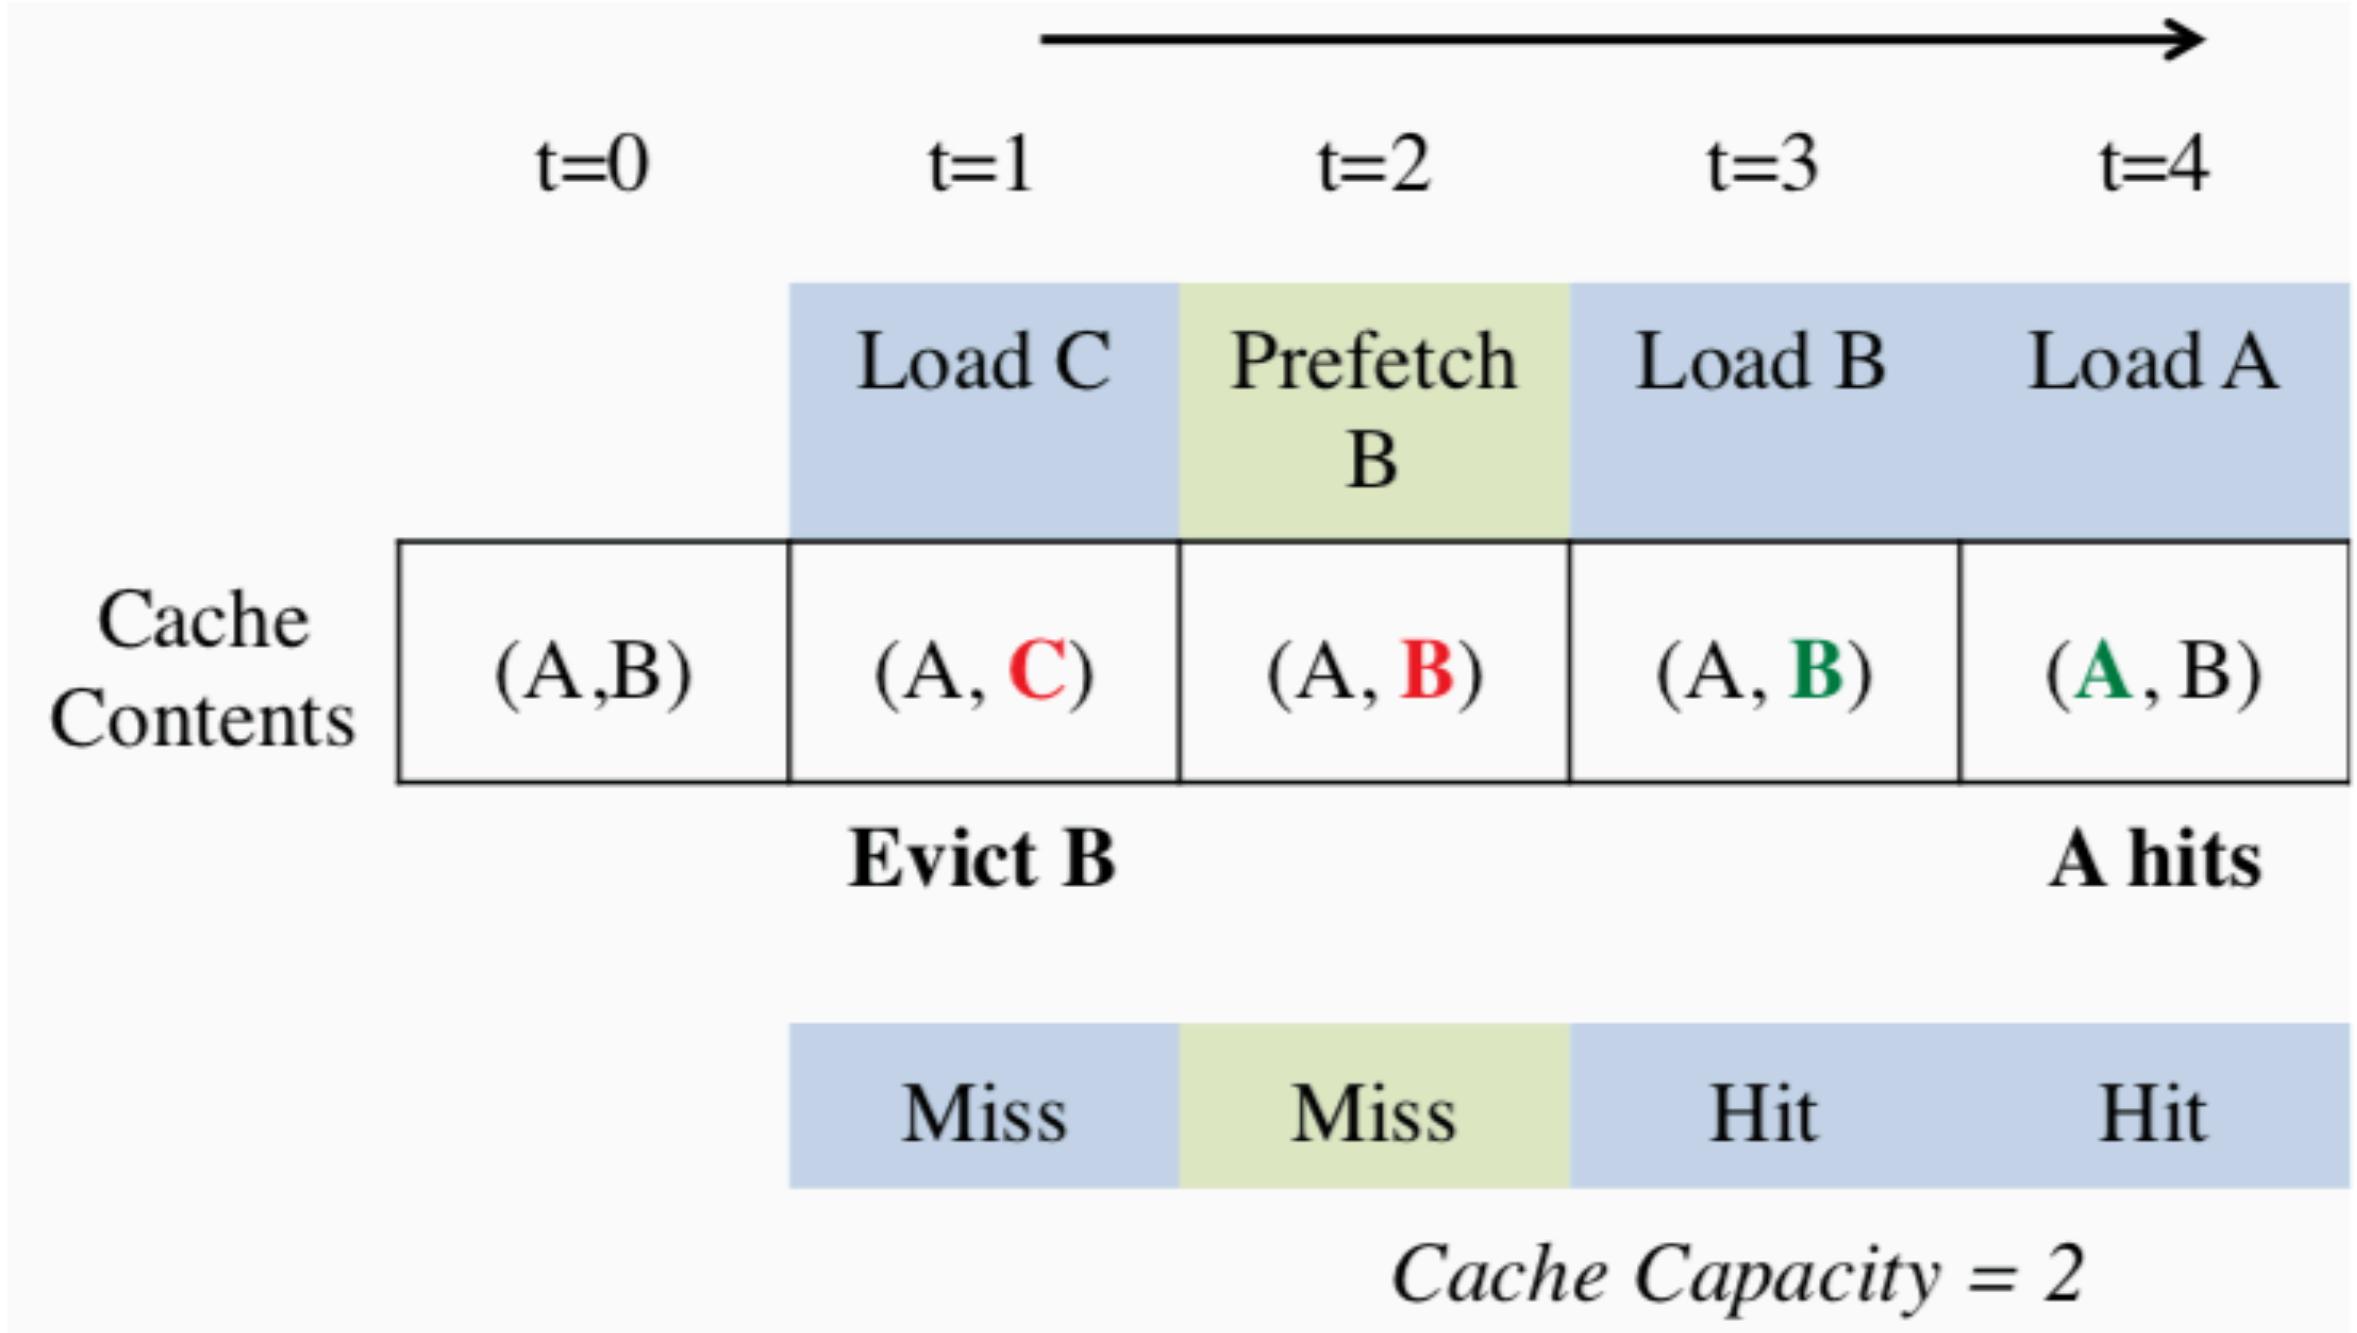 t=0 t=1 t=2 t=3 t=4
Load C Prefetch Load B Load A
B
Cache
Contents
(A,B) (A, C) (A, B) (A, B) (A, B)
Evict B A hits
Miss Miss Hit Hit
Cache Capacity = 2